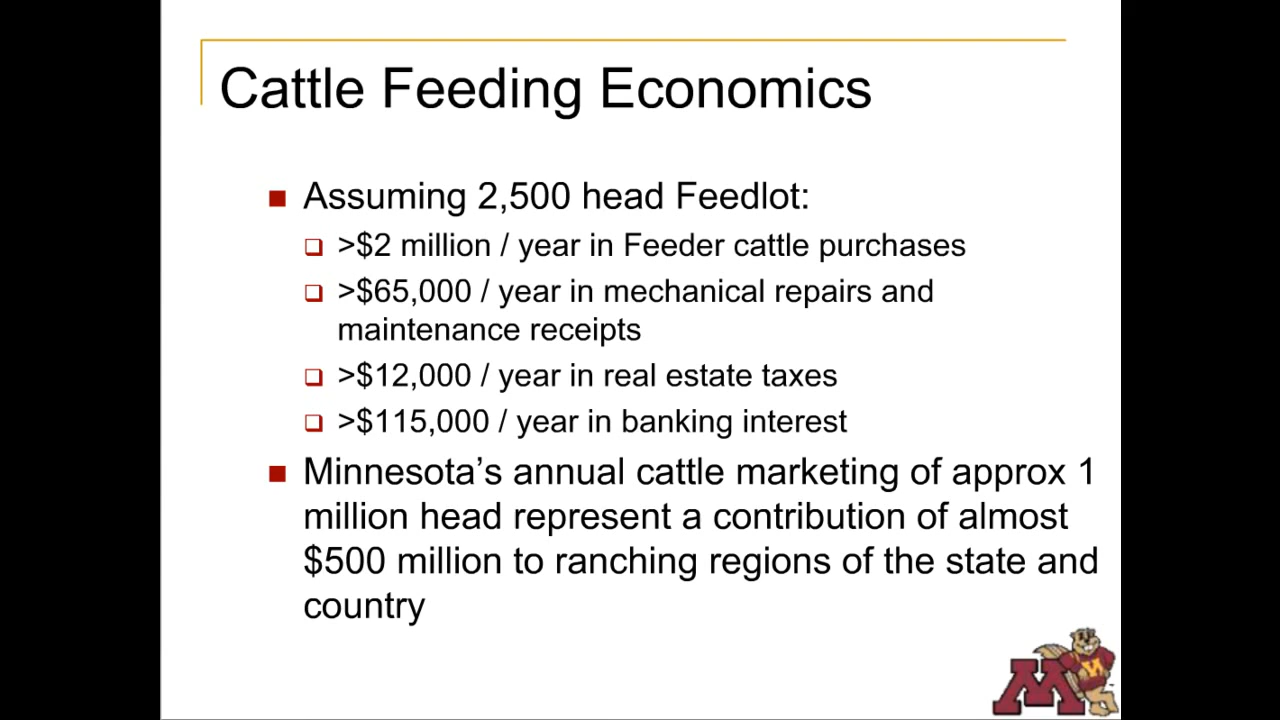 Cattle Feeding Economics
Assuming 2,500 head Feedlot:
>$2 million / year in Feeder cattle purchases
>$65,000 / year in mechanical repairs and
maintenance receipts
>$12,000 / year in real estate taxes
>$115,000 / year in banking interest
Minnesota’s annual cattle marketing of approx 1
million head represent a contribution of almost
$500 million to ranching regions of the state and
country
M